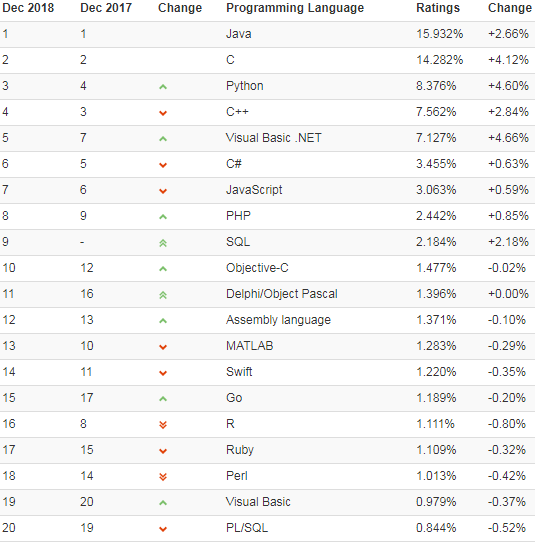 Dec 2018 Dec 2017 Change Programming Language Ratings Change
1 1 Java 15.932% +2.66%
2 2 C 14.282% +4.12%
3 4 Python 8.376% +4.60%
4 3 C++ 7.562% +2.84%
5 7 Visual Basic .NET 7.127% +4.66%
6 5 C# 3.455% +0.63%
7 6 JavaScript 3.063% +0.59%
8 9 PHP 2.442% +0.85%
9 - SQL 2.184% +2.18%
10 12 Objective-C 1.477% -0.02%
11 16 Delphi/Object Pascal 1.396% +0.00%
12 13 Assembly language 1.371% -0.10%
13 10 MATLAB 1.283% -0.29%
14 11 Swift 1.220% -0.35%
15 17 Go 1.189% -0.20%
16 8 R 1.111% -0.80%
17 15 Ruby 1.109% -0.32%
18 14 Perl 1.013% -0.42%
19 20 Visual Basic 0.979% -0.37%
20 19 PL/SQL 0.844% -0.52%